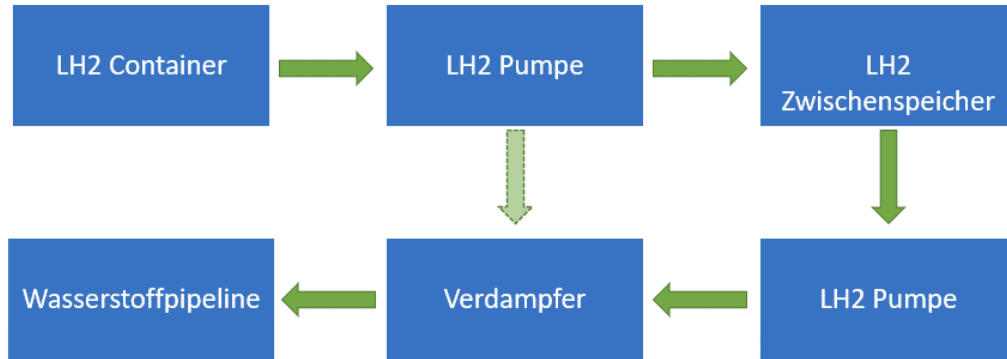 LH2 Container
LH2 Pumpe
LH2
Zwischenspeicher
Wasserstoffpipeline
Verdampfer
LH2 Pumpe